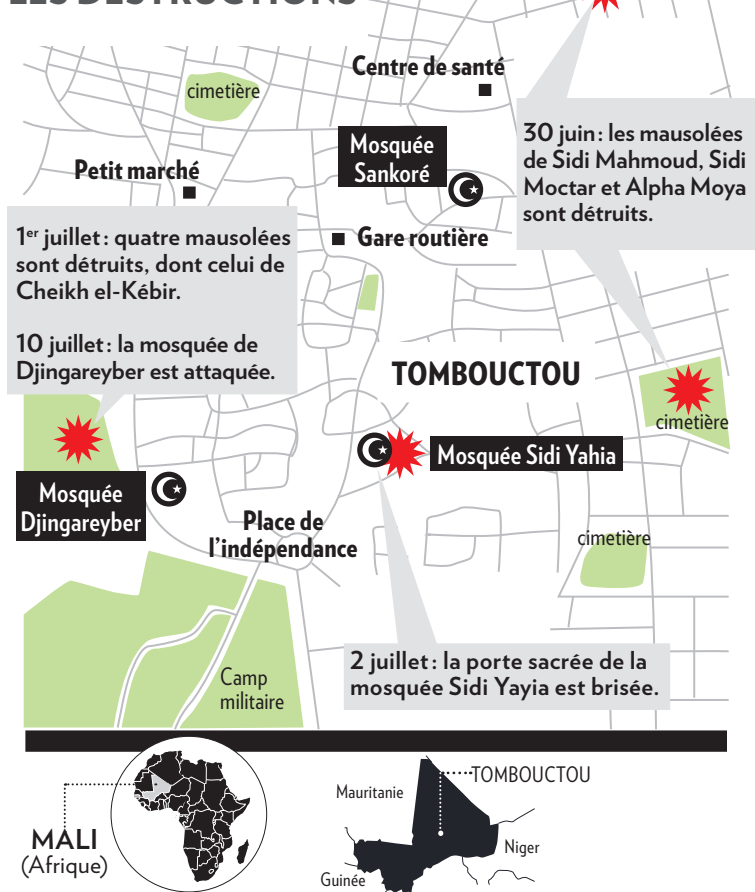 LES DESTRUCTIONS
cimetière
Centre de santé
Mosquée
Sankoré
30 juin : les mausolées
de Sidi Mahmoud, Sidi
Moctar et Alpha Moya
sont détruits.
Petit marché
1er juillet : quatre mausolées
sont détruits, dont celui de
Cheikh el-Kébir.
10 juillet : la mosquée de
Djingareyber est attaquée.
Gare routière
TOMBOUCTOU
cimetière
Mosquée Sidi Yahia
Mosquée
Djingareyber
Place de
l'indépendance
cimetière
2 juillet : la porte sacrée de la
mosquée Sidi Yayia est brisée.
Camp
militaire
MALI
(Afrique)
TOMBOUCTOU
Mauritanie
Niger
Guinée